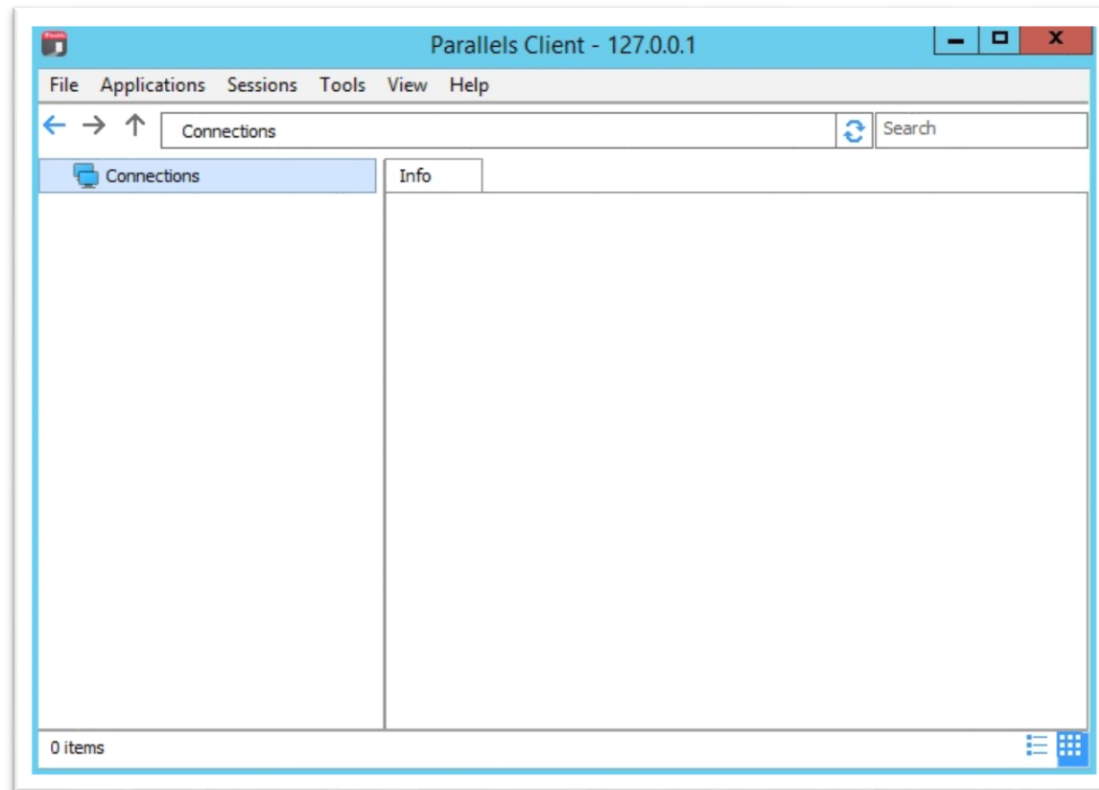 Parallels Client - 127.0.0.1
File Applications Sessions Tools View Help
Connections
Search
Connections
Info
0 items